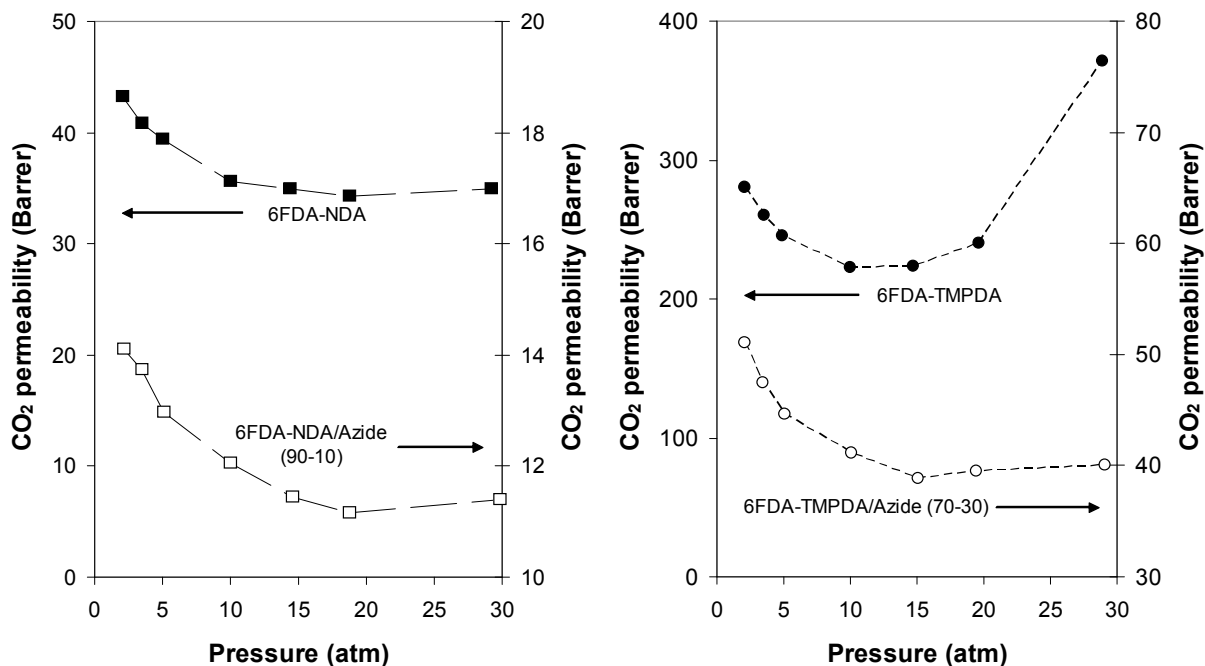 50
40
30
20
10
0
CO₂ permeability (Barrer)
20
18
16
14
12
10
CO₂ permeability (Barrer)
6FDA-NDA
6FDA-NDA/Azide
(90-10)
0 5 10 15 20 25 30
Pressure (atm)
400
300
200
100
0
CO₂ permeability (Barrer)
80
70
60
50
40
30
CO₂ permeability (Barrer)
6FDA-TMPDA
6FDA-TMPDA/Azide (70-30)
0 5 10 15 20 25 30
Pressure (atm)